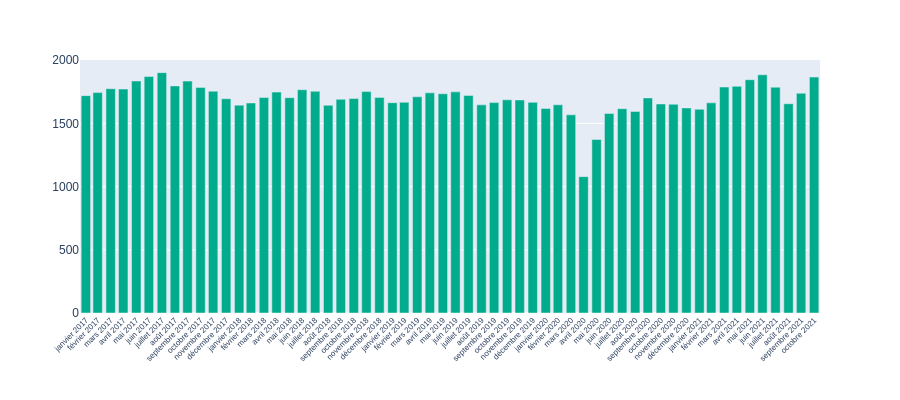 2000
1500
1000
500
0
janvier 2017
février 2017
mars 2017
avril 2017
mai 2017
juin 2017
juillet 2017
août 2017
septembre 2017
octobre 2017
novembre 2017
décembre 2017
janvier 2018
février 2018
mars 2018
avril 2018
mai 2018
juin 2018
juillet 2018
août 2018
septembre 2018
octobre 2018
novembre 2018
décembre 2018
janvier 2019
février 2019
mars 2019
avril 2019
mai 2019
juin 2019
juillet 2019
août 2019
septembre 2019
octobre 2019
novembre 2019
décembre 2019
janvier 2020
février 2020
mars 2020
avril 2020
mai 2020
juin 2020
juillet 2020
août 2020
septembre 2020
octobre 2020
novembre 2020
décembre 2020
janvier 2021
février 2021
mars 2021
avril 2021
mai 2021
juin 2021
juillet 2021
août 2021
septembre 2021
octobre 2021